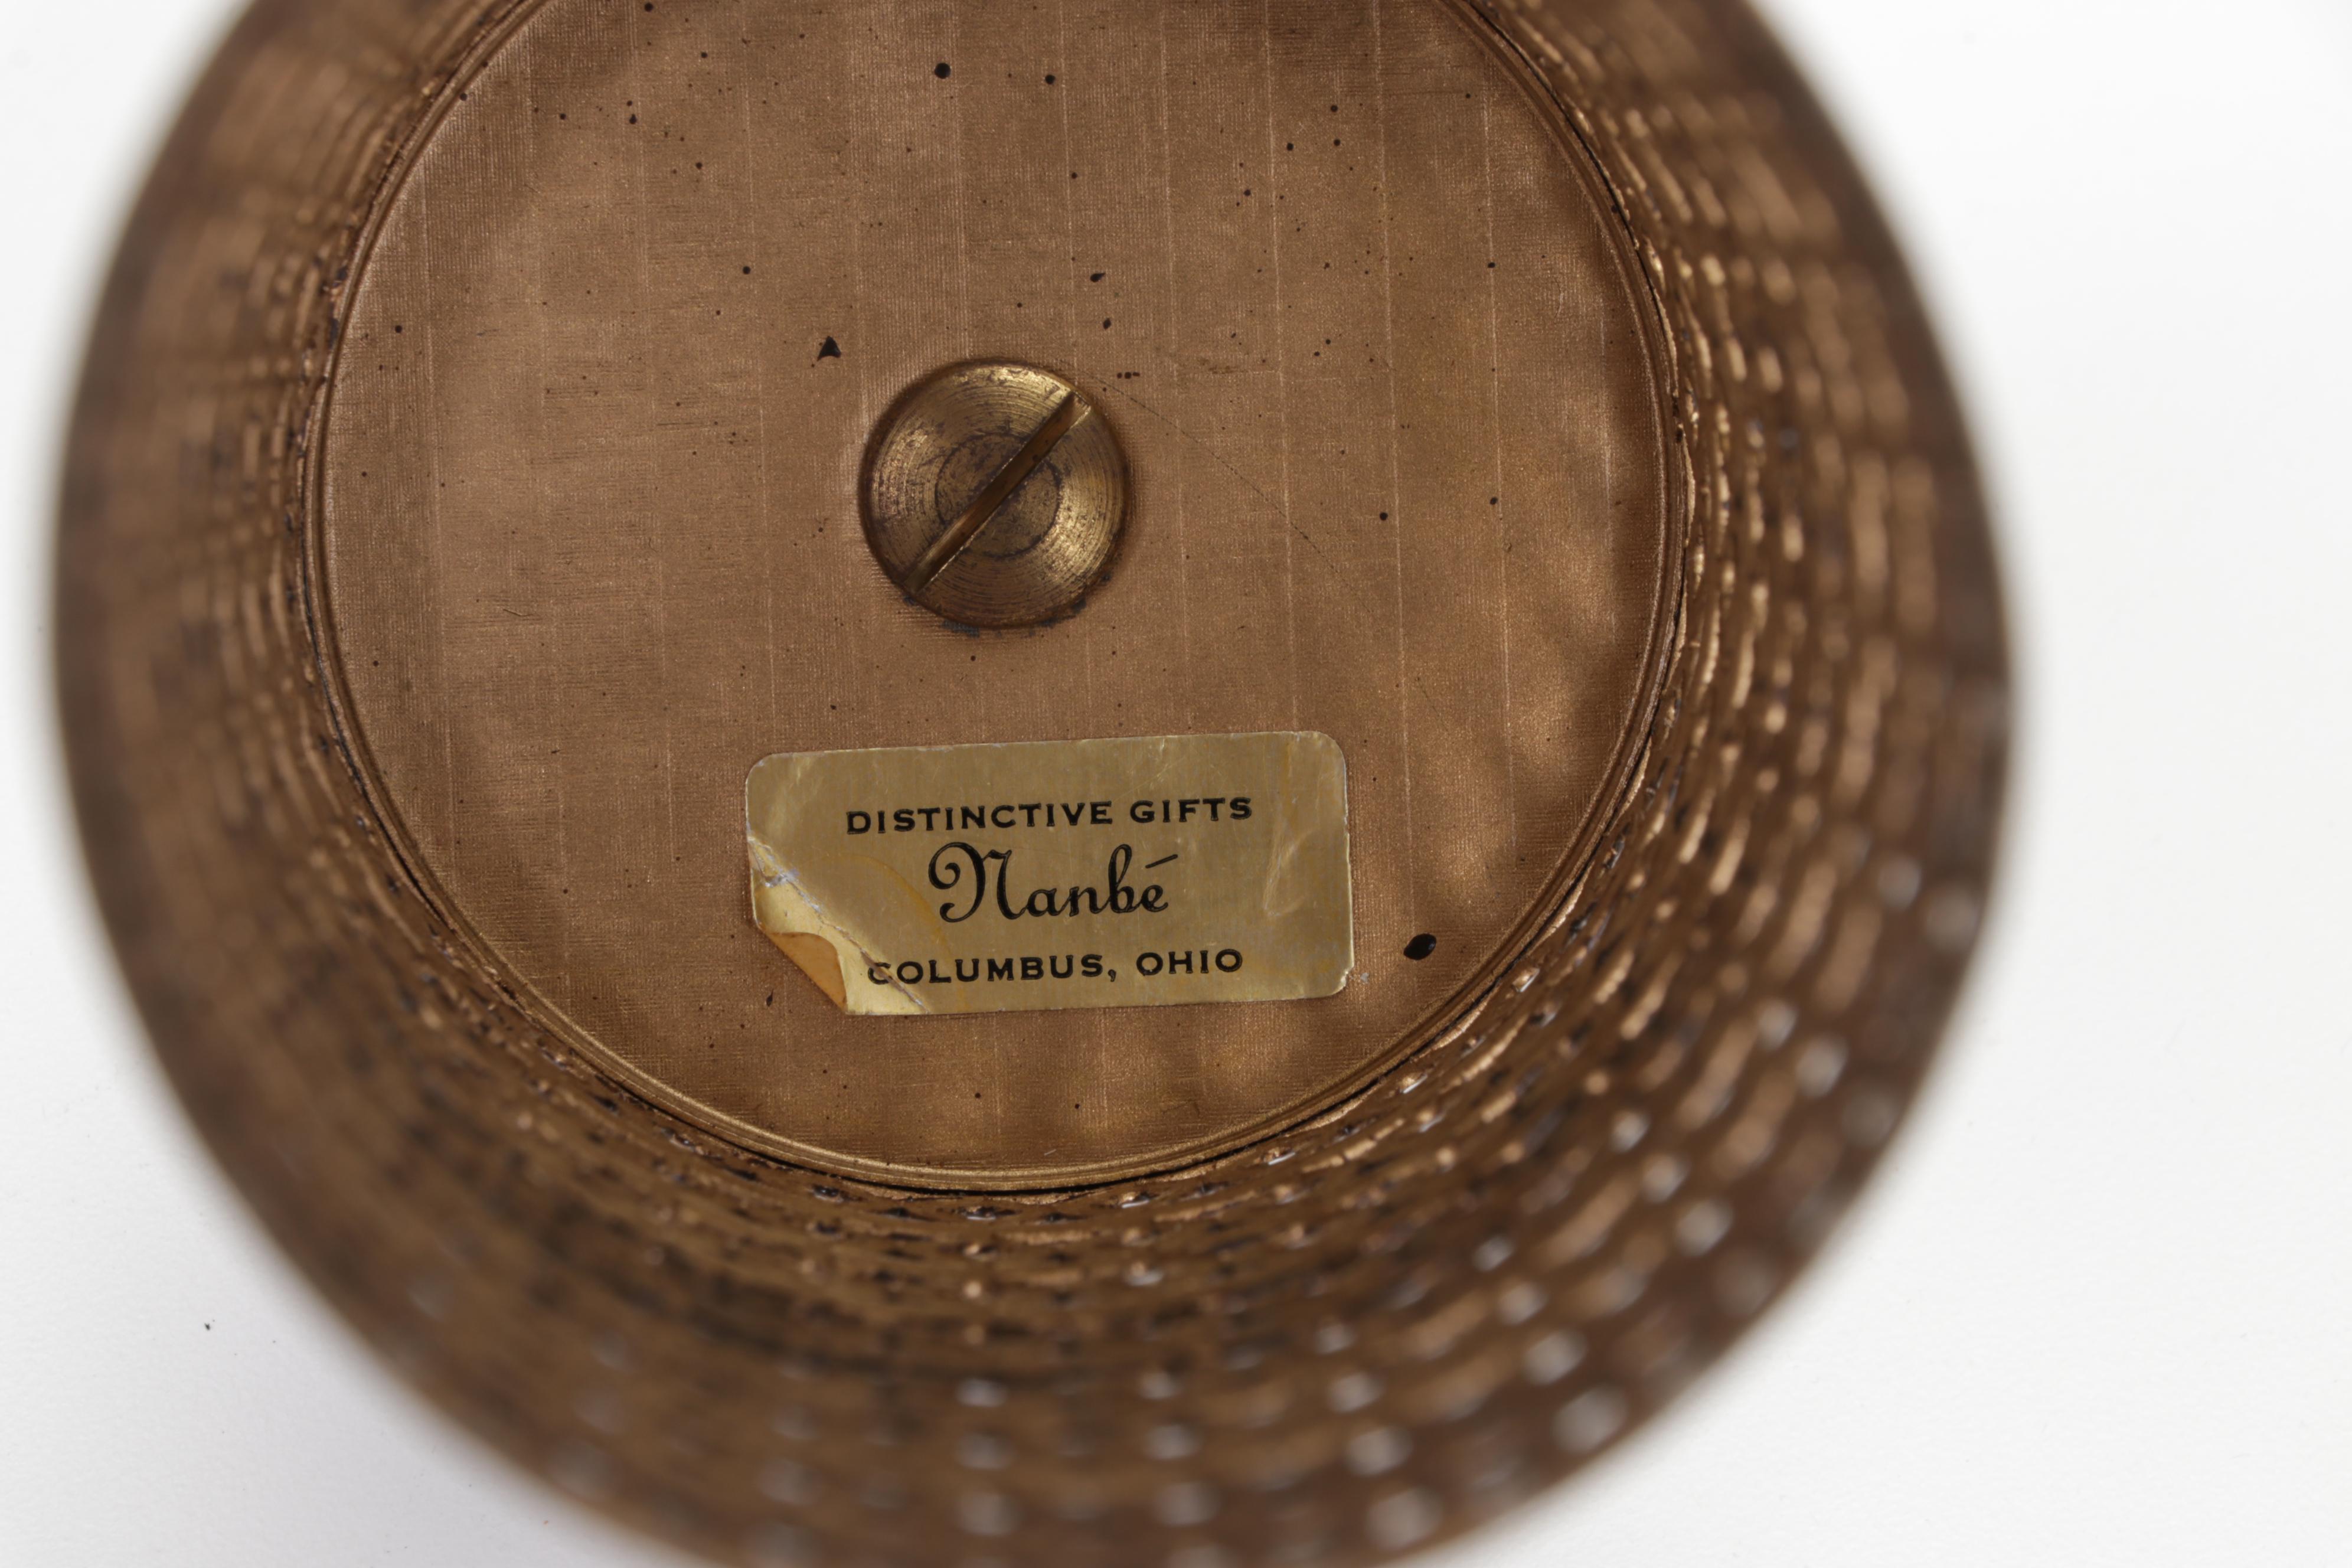 DISTINCTIVE GIFTS
Nanbé
COLUMBUS, OHIO